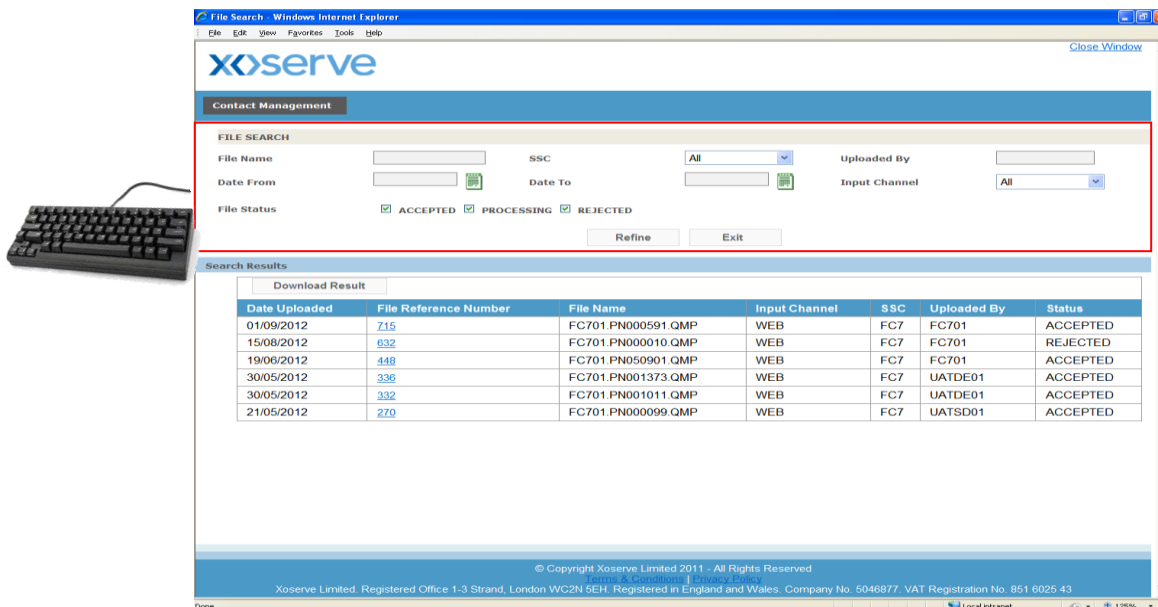 File Search - Windows Internet Explorer
File Edit View Favorites Tools Help
Close Window
xoserve
Contact Management
FILE SEARCH
File Name SSC All Uploaded By
Date From Date To Input Channel All
File Status ACCEPTED PROCESSING REJECTED
Refine Exit
Search Results
Download Result
Date Uploaded File Reference Number File Name Input Channel SSC Uploaded By Status
01/09/2012 715 FC701.PN000591.QMP WEB FC7 FC701 ACCEPTED
15/08/2012 632 FC701.PN000010.QMP WEB FC7 FC701 REJECTED
19/06/2012 448 FC701.PN050901.QMP WEB FC7 FC701 ACCEPTED
30/05/2012 336 FC701.PN001373.QMP WEB FC7 UATDE01 ACCEPTED
30/05/2012 332 FC701.PN001011.QMP WEB FC7 UATDE01 ACCEPTED
21/05/2012 270 FC701.PN000099.QMP WEB FC7 UATSD01 ACCEPTED
© Copyright Xoserve Limited 2011 - All Rights Reserved
Terms & Conditions | Privacy Policy
Xoserve Limited. Registered Office 1-3 Strand, London WC2N 5EH. Registered in England and Wales. Company No. 5046877. VAT Registration No. 851 6025 43
Done Local intranet 125%